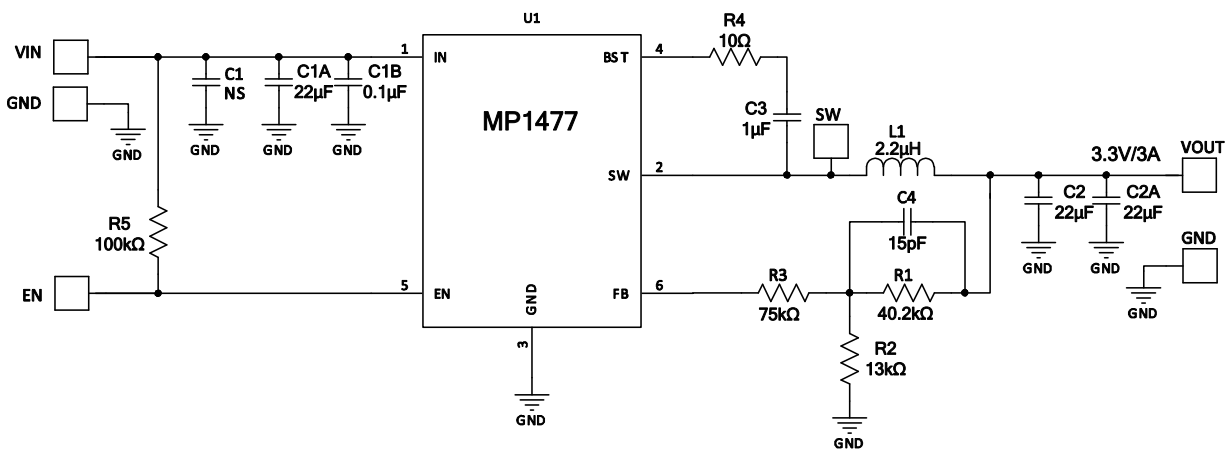 U1
MP1477
VIN
GND
GND
C1
NS
GND
C1A
22µF
GND
C1B
0.1µF
GND
1
IN
R5
100kΩ
EN
5
EN
GND
3
GND
BST
4
R4
10Ω
C3
1µF
SW
SW
2
L1
2.2µH
3.3V/3A
VOUT
C4
15pF
C2
22µF
GND
C2A
22µF
GND
GND
GND
FB
6
R3
75kΩ
R1
40.2kΩ
R2
13kΩ
GND